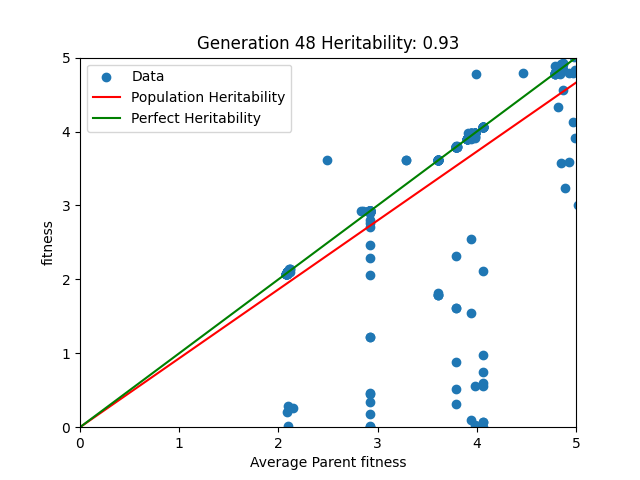 Generation 48 Heritability: 0.93
Data
Population Heritability
Perfect Heritability
fitness
5
4
3
2
1
0
0 1 2 3 4 5
Average Parent fitness